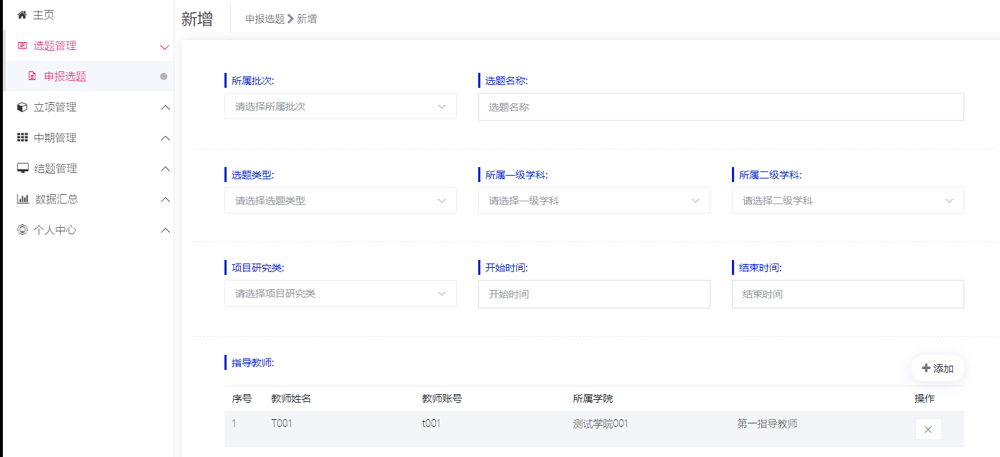 主页
选题管理
申报选题
立项管理
中期管理
结题管理
数据汇总
个人中心
新增
申报选题 新增
所属批次: 选题名称:
请选择所属批次 选题名称
选题类型: 所属一级学科: 所属二级学科:
请选择选题类型 请选择一级学科 请选择二级学科
项目研究类: 开始时间: 结束时间:
请选择项目研究类 开始时间 结束时间
指导教师:
添加
序号 教师姓名 教师账号 所属学院 操作
1 T001 t001 测试学院001 第一指导教师